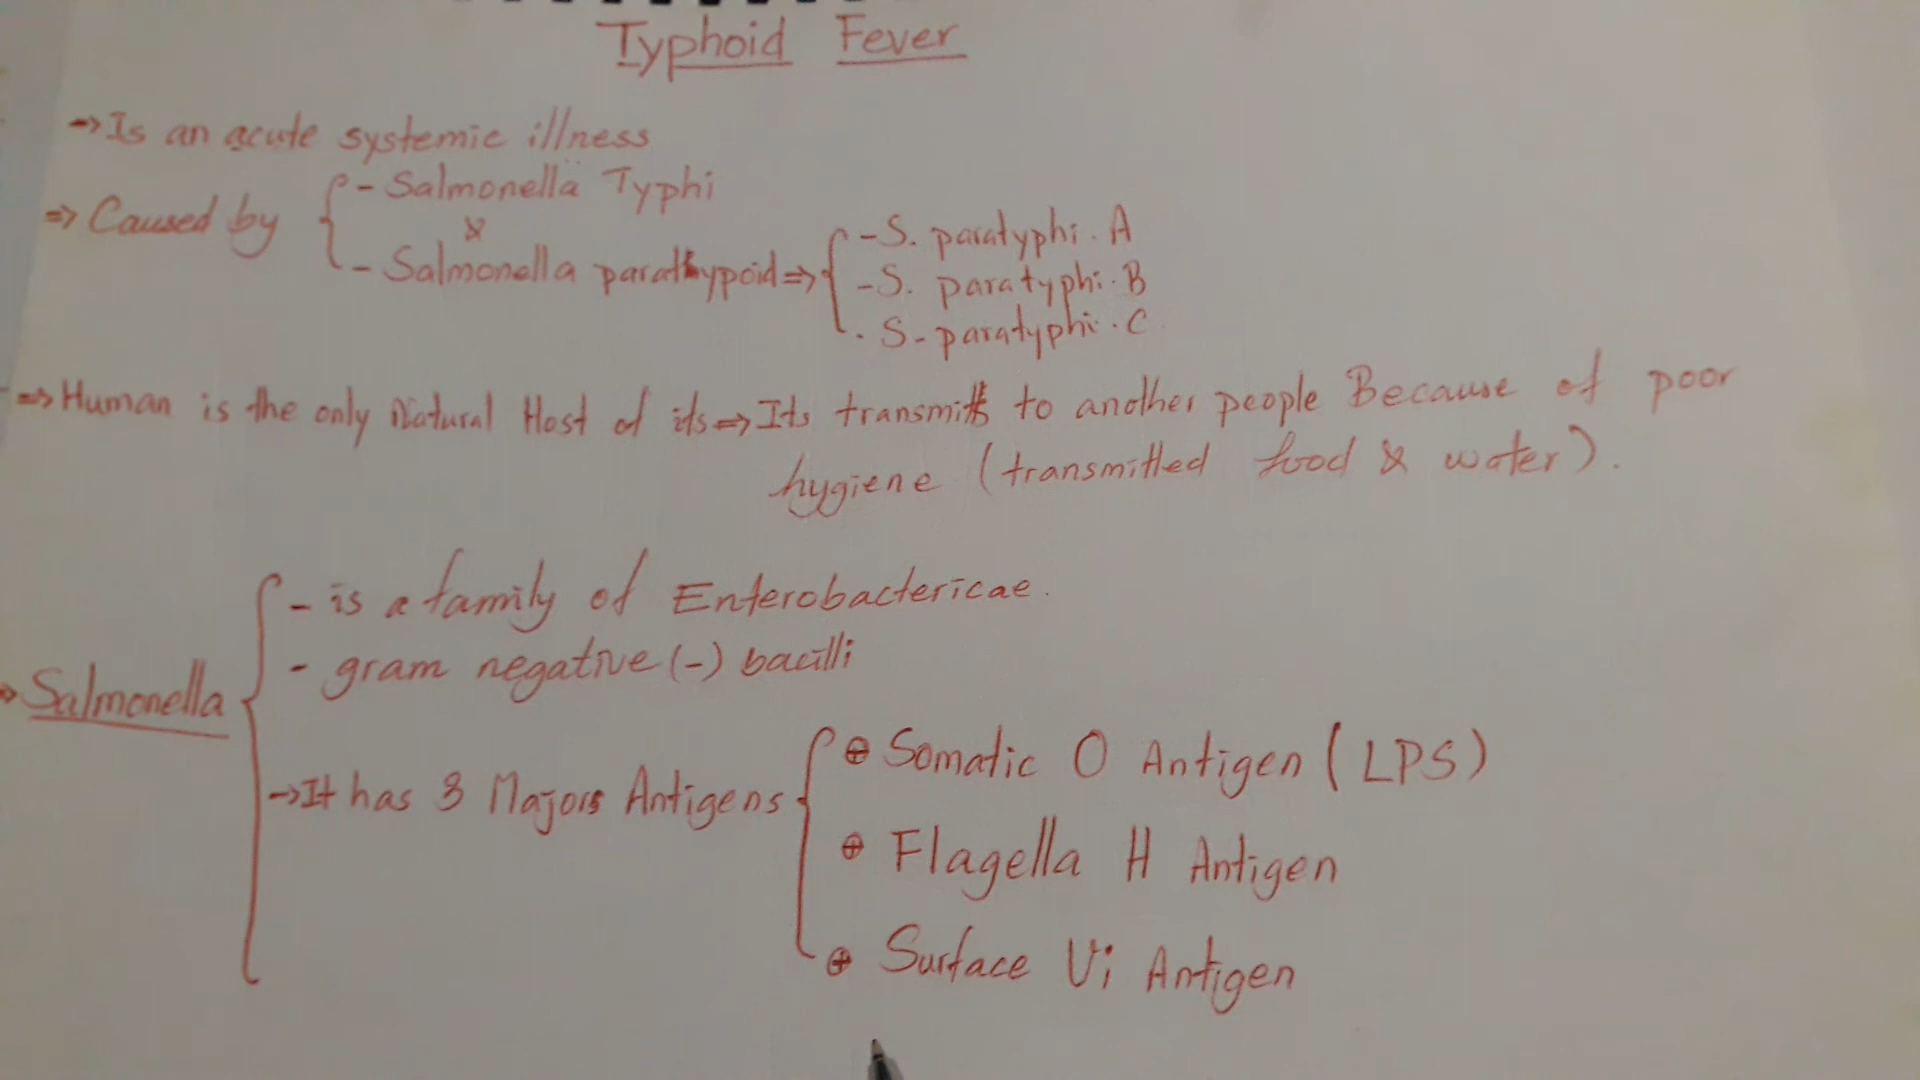 Typhoid Fever
→ Is an acute systemic illness
⇒ Caused by { - Salmonella Typhi
&
- Salmonella parathypoid ⇒ { - S. paratyphi. A
- S. paratyphi. B
. S - paratyphi. C
⇒ Human is the only Natural Host of its ⇒ Its transmitt to another people Because of poor
hygiene (transmitted food & water).
⇒ Salmonella { - is a family of Enterobactericae.
- gram negative (-) bacilli
→ It has 3 Majors Antigens { ⊕ Somatic O Antigen (LPS)
⊕ Flagella H Antigen
⊕ Surface Vi Antigen